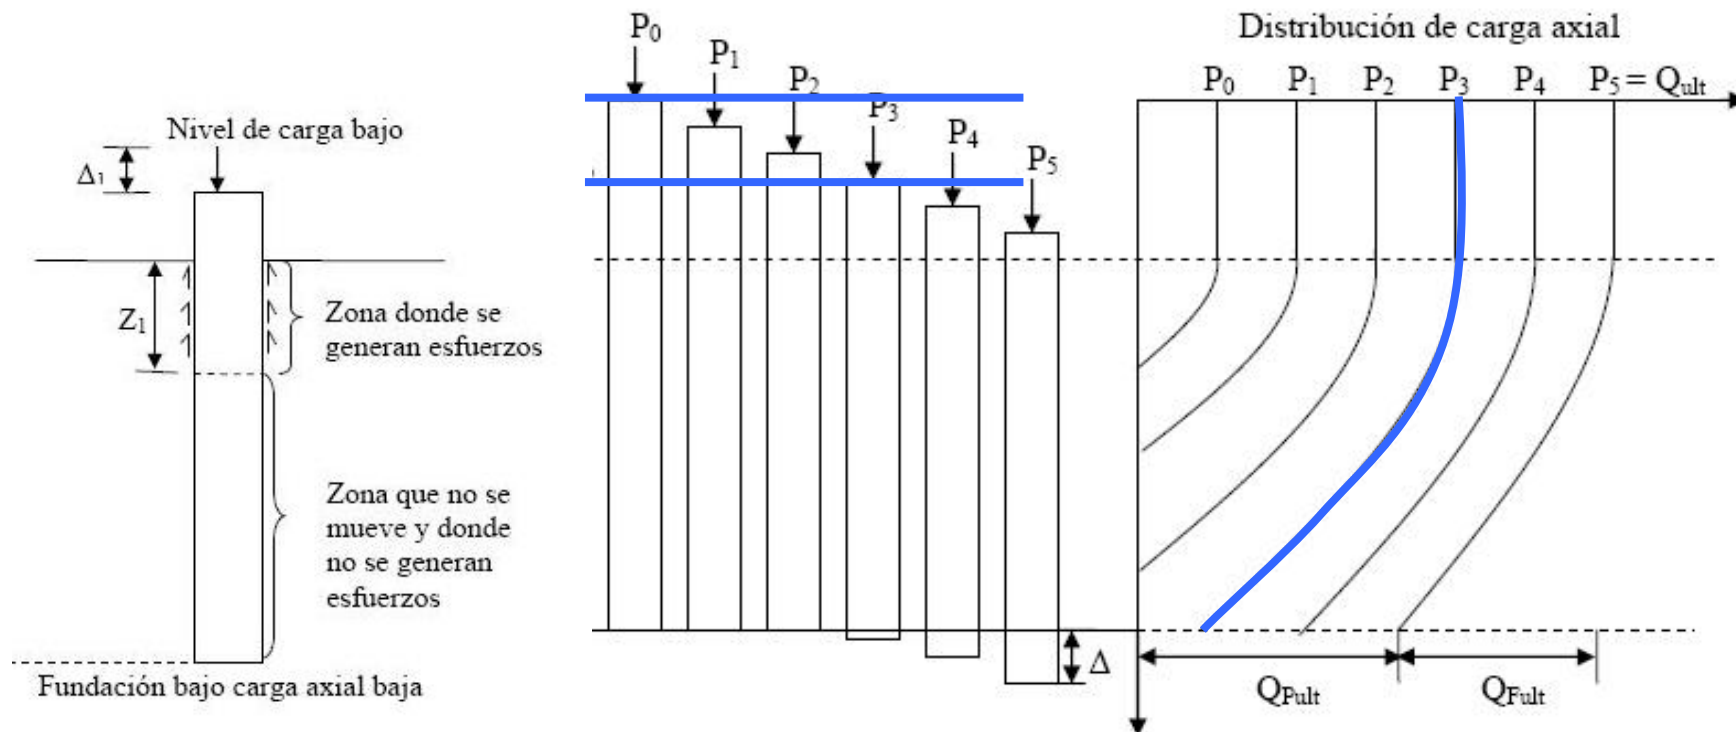 Nivel de carga bajo
Δ₁
Z₁
Zona donde se
generan esfuerzos
Zona que no se
mueve y donde
no se generan
esfuerzos
Fundación bajo carga axial baja
P₀
P₁
P₂
P₃
P₄
P₅
Δ
Distribución de carga axial
P₀ P₁ P₂ P₃ P₄ P₅ = Qult
QPult
QFult